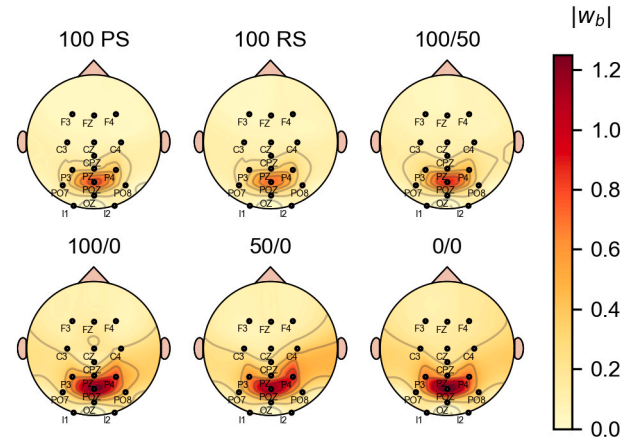 |w_b|
100 PS 100 RS 100/50
F3 FZ F4 F3 FZ F4 F3 FZ F4
C3 CZ C4 C3 CZ C4 C3 CZ C4
CPZ CPZ CPZ
P3 PZ P4 P3 PZ P4 P3 PZ P4
PO7 POZ PO8 PO7 POZ PO8 PO7 POZ PO8
OZ OZ OZ
I1 I2 I1 I2 I1 I2
100/0 50/0 0/0
F3 FZ F4 F3 FZ F4 F3 FZ F4
C3 CZ C4 C3 CZ C4 C3 CZ C4
CPZ CPZ CPZ
P3 PZ P4 P3 PZ P4 P3 PZ P4
PO7 POZ PO8 PO7 POZ PO8 PO7 POZ PO8
OZ OZ OZ
I1 I2 I1 I2 I1 I2
1.2
1.0
0.8
0.6
0.4
0.2
0.0